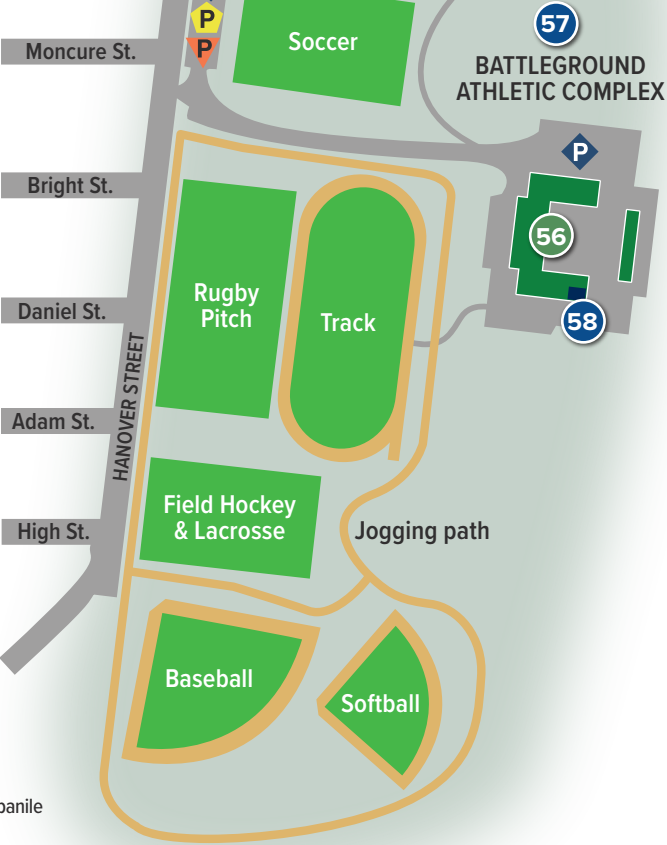 P
P
Moncure St.
Soccer
57
BATTLEGROUND
ATHLETIC COMPLEX
P
Bright St.
56
Rugby
Pitch
Daniel St.
Track
58
HANOVER STREET
Adam St.
Field Hockey
& Lacrosse
High St.
Jogging path
Baseball
Softball
panile